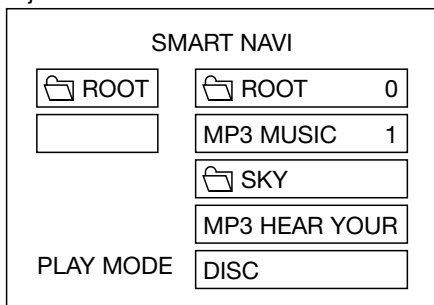 SMART NAVI
ROOT ROOT 0
MP3 MUSIC 1
SKY
MP3 HEAR YOUR
PLAY MODE DISC